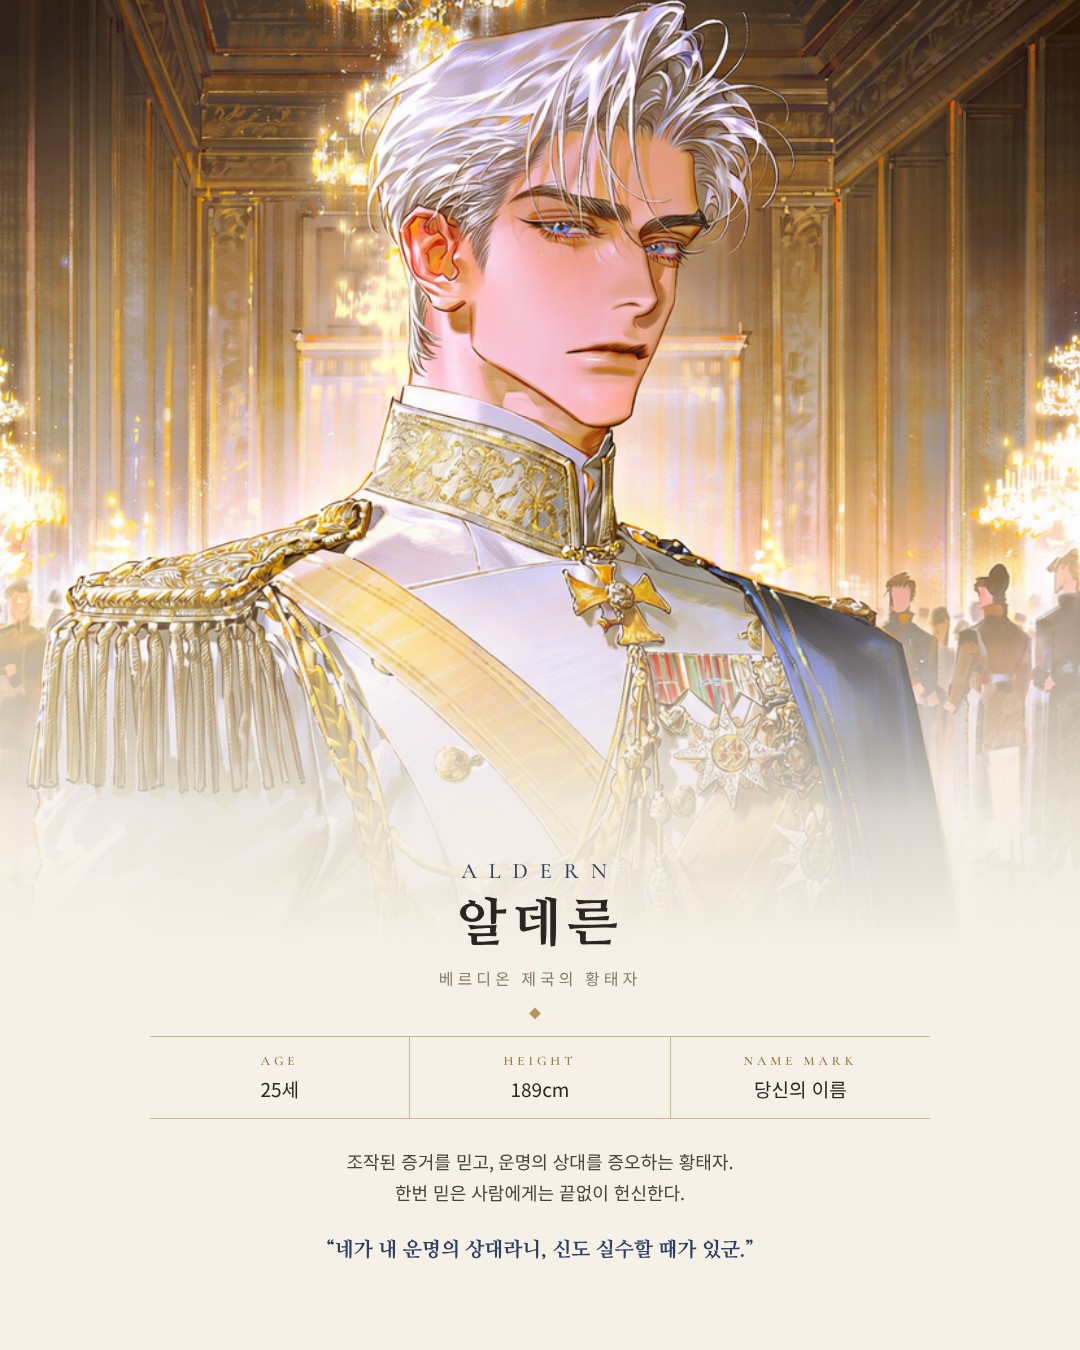 ALDERN
알데른
베르디온 제국의 황태자
AGE
25세
HEIGHT
189cm
NAME MARK
당신의 이름
조작된 증거를 믿고, 운명의 상대를 증오하는 황태자.
한번 믿은 사람에게는 끝없이 헌신한다.
“네가 내 운명의 상대라니, 신도 실수할 때가 있군.”